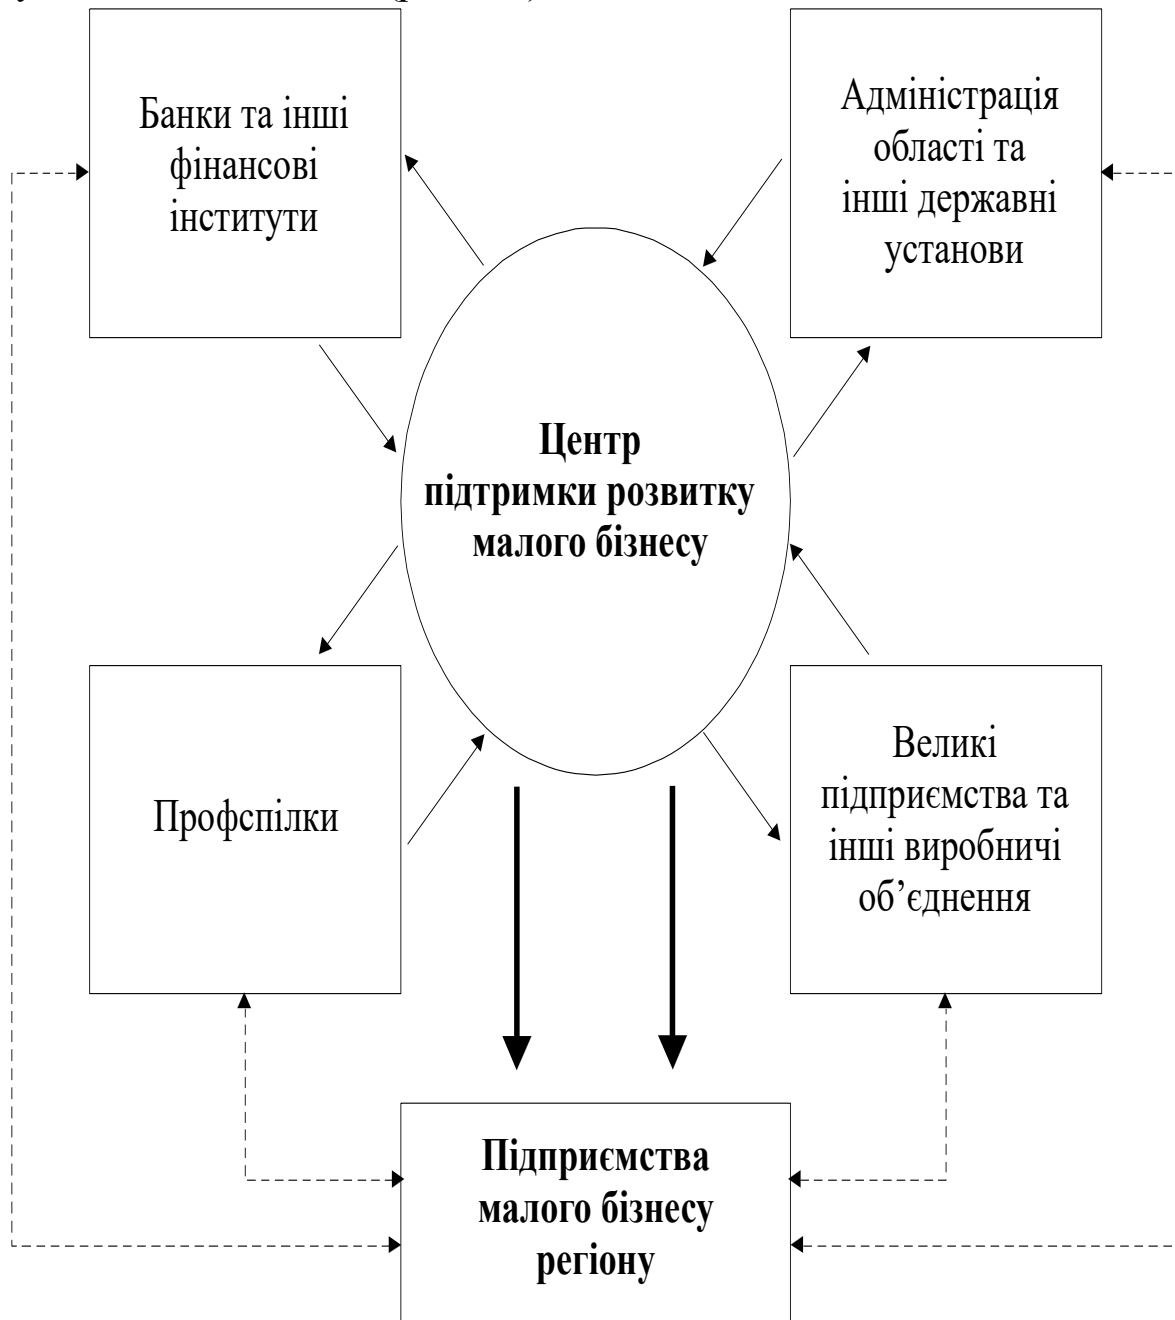 Банки та інші
фінансові
інститути
Адміністрація
області та
інші державні
установи
Центр
підтримки розвитку
малого бізнесу
Профспілки
Великі
підприємства та
інші виробничі
об’єднення
Підприємства
малого бізнесу
регіону